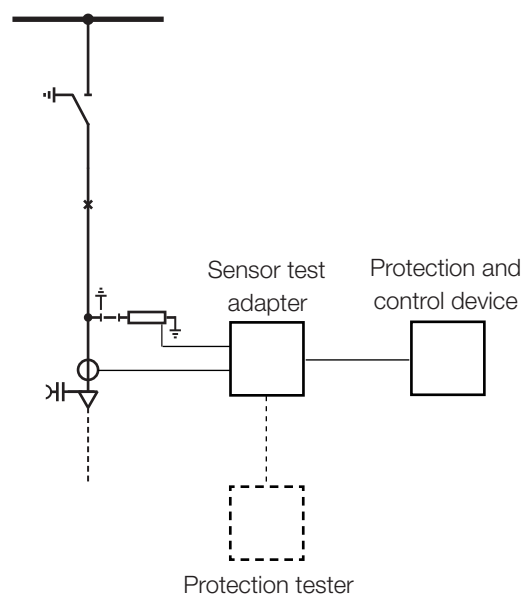 Sensor test
adapter
Protection and
control device
Protection tester